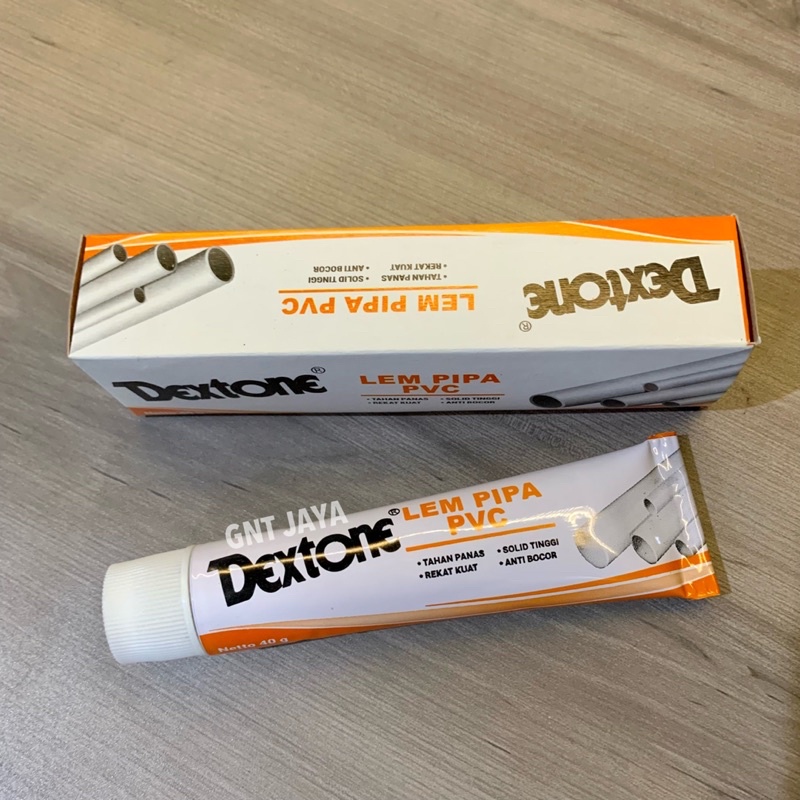 Dextone®
LEM PIPA PVC
• TAHAN PANAS • SOLID TINGGI
• REKAT KUAT • ANTI BOCOR
Dextone®
LEM PIPA
PVC
• TAHAN PANAS • SOLID TINGGI
• REKAT KUAT • ANTI BOCOR
GNT JAYA
Dextone®
LEM PIPA
PVC
• TAHAN PANAS • SOLID TINGGI
• REKAT KUAT • ANTI BOCOR
Netto 40 g